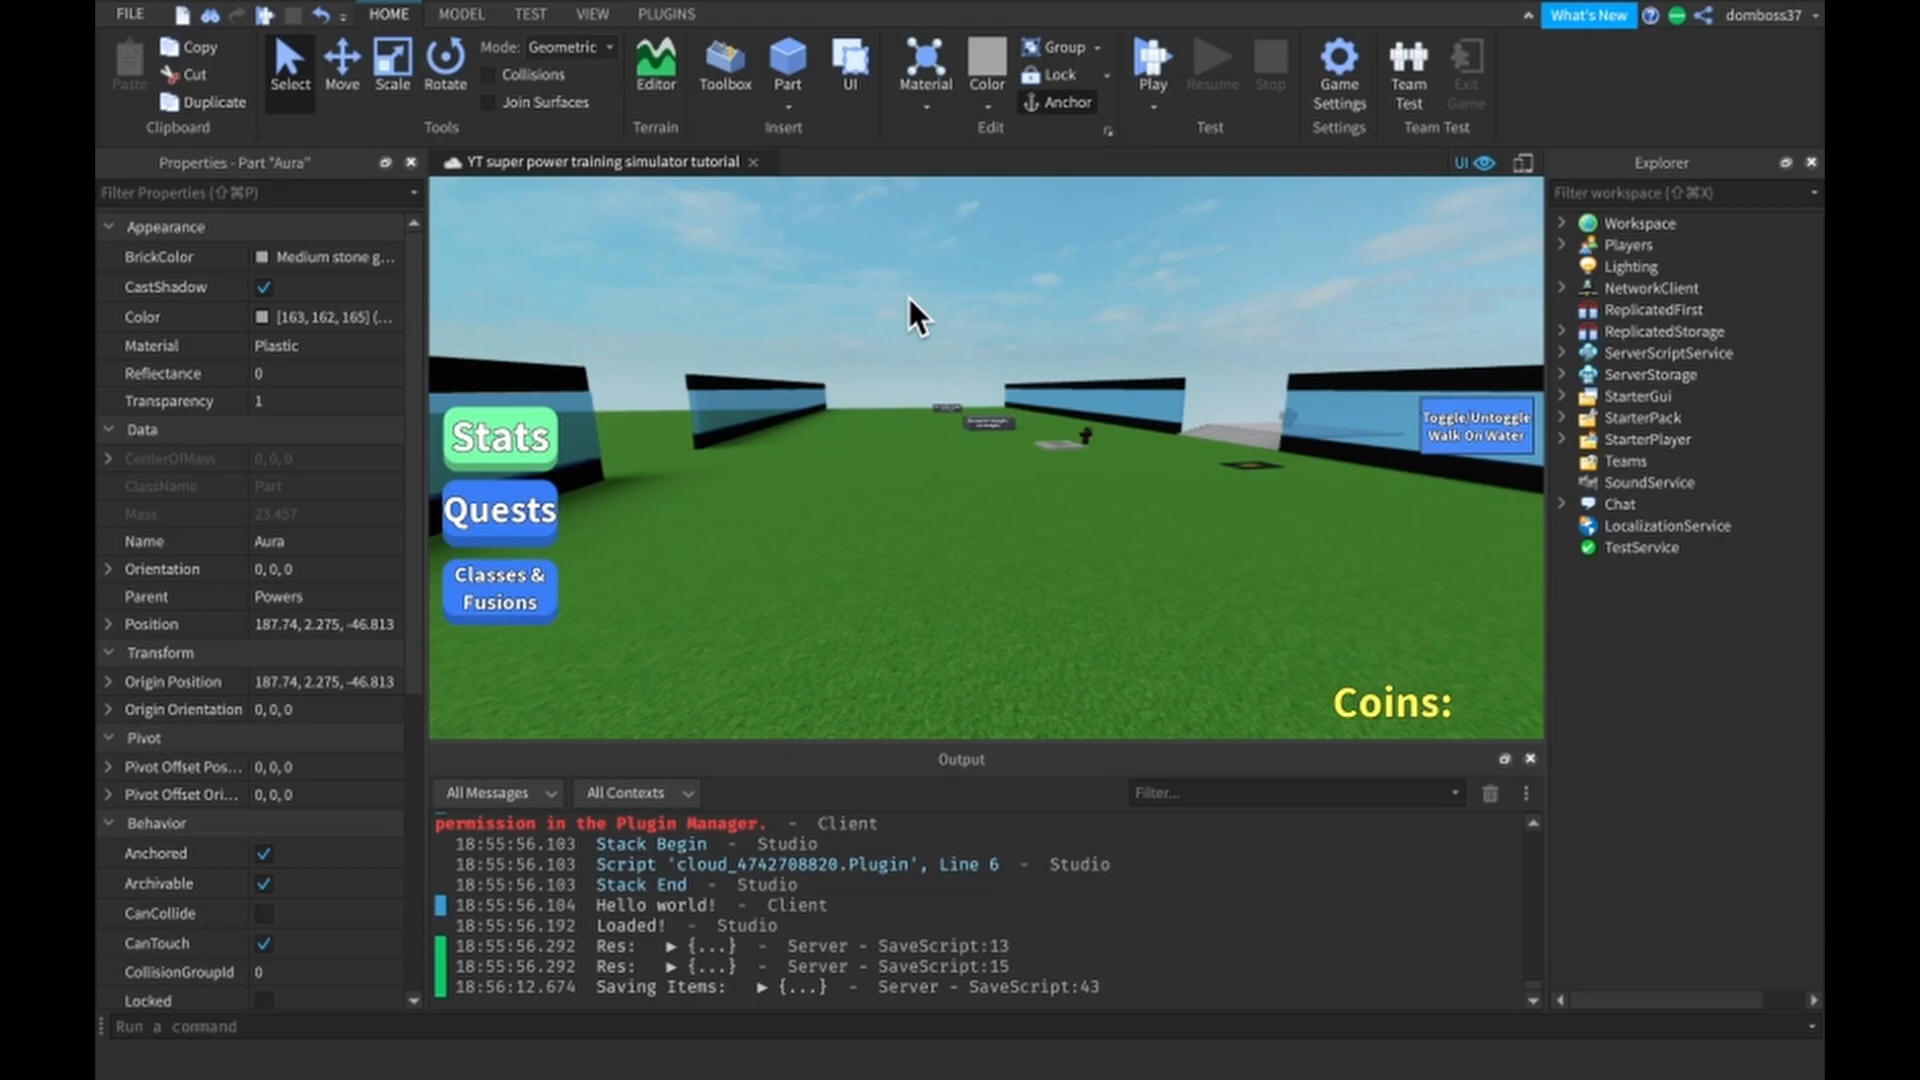 FILE HOME MODEL TEST VIEW PLUGINS What's New domboss37
Paste Copy Cut Duplicate
Clipboard
Select Move Scale Rotate
Mode: Geometric
Collisions
Join Surfaces
Tools
Editor
Terrain
Toolbox Part UI
Insert
Material Color
Group
Lock
Anchor
Edit
Play Resume Stop
Test
Game Settings
Settings
Team Test
Exit Game
Team Test
Properties - Part "Aura"
Filter Properties (⇧⌘P)
Appearance
BrickColor Medium stone g...
CastShadow
Color [163, 162, 165] (...
Material Plastic
Reflectance 0
Transparency 1
Data
CenterOfMass 0, 0, 0
ClassName Part
Mass 23.457
Name Aura
Orientation 0, 0, 0
Parent Powers
Position 187.74, 2.275, -46.813
Transform
Origin Position 187.74, 2.275, -46.813
Origin Orientation 0, 0, 0
Pivot
Pivot Offset Pos... 0, 0, 0
Pivot Offset Ori... 0, 0, 0
Behavior
Anchored
Archivable
CanCollide
CanTouch
CollisionGroupId 0
Locked
YT super power training simulator tutorial
UI
Stats
Quests
Classes &
Fusions
Toggle/Untoggle
Walk On Water
Coins:
Output
All Messages All Contexts Filter...
permission in the Plugin Manager. - Client
18:55:56.103 Stack Begin - Studio
18:55:56.103 Script 'cloud_4742708820.Plugin', Line 6 - Studio
18:55:56.103 Stack End - Studio
18:55:56.104 Hello world! - Client
18:55:56.192 Loaded! - Studio
18:55:56.292 Res: ▶ {...} - Server - SaveScript:13
18:55:56.292 Res: ▶ {...} - Server - SaveScript:15
18:56:12.674 Saving Items: ▶ {...} - Server - SaveScript:43
Explorer
Filter workspace (⇧⌘X)
Workspace
Players
Lighting
NetworkClient
ReplicatedFirst
ReplicatedStorage
ServerScriptService
ServerStorage
StarterGui
StarterPack
StarterPlayer
Teams
SoundService
Chat
LocalizationService
TestService
Run a command